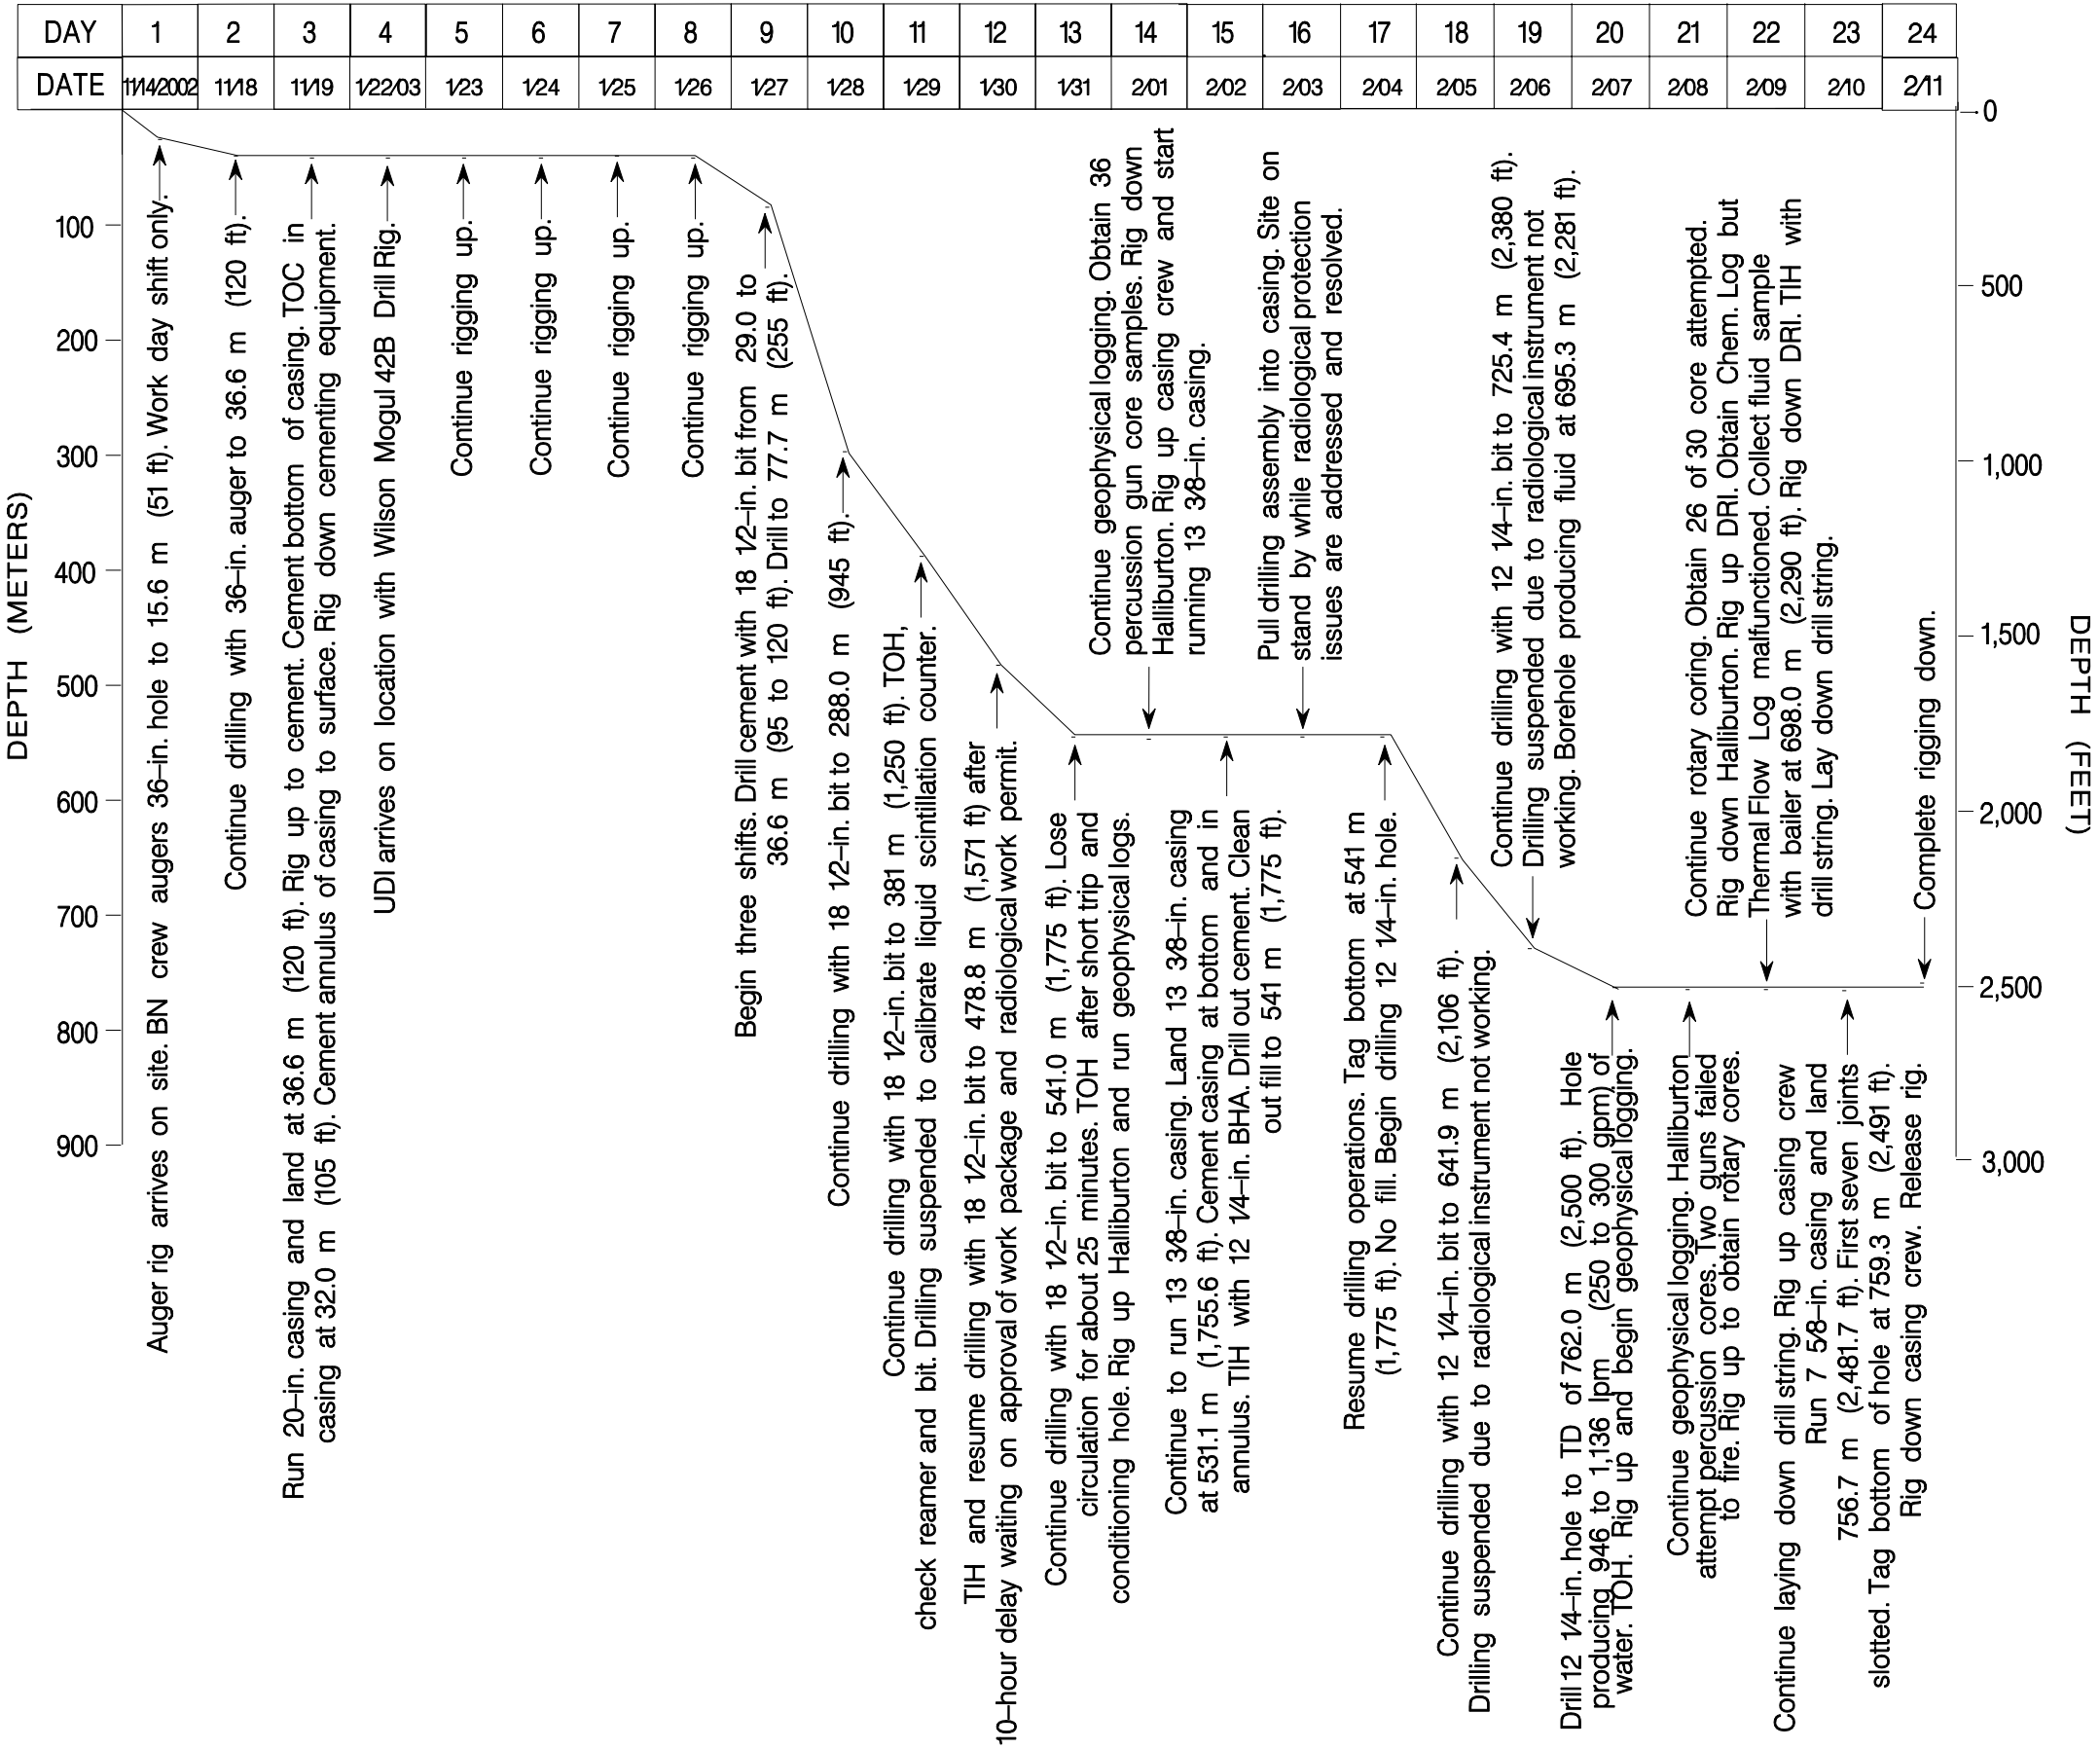 DAY 1 2 3 4 5 6 7 8 9 10 11 12 13 14 15 16 17 18 19 20 21 22 23 24
DATE 11/14/2002 11/18 11/19 1/22/03 1/23 1/24 1/25 1/26 1/27 1/28 1/29 1/30 1/31 2/01 2/02 2/03 2/04 2/05 2/06 2/07 2/08 2/09 2/10 2/11
DEPTH (METERS)
100
200
300
400
500
600
700
800
900
Auger rig arrives on site. BN crew augers 36–in. hole to 15.6 m (51 ft). Work day shift only.
Continue drilling with 36–in. auger to 36.6 m (120 ft).
Run 20–in. casing and land at 36.6 m (120 ft). Rig up to cement. Cement bottom of casing. TOC in
casing at 32.0 m (105 ft). Cement annulus of casing to surface. Rig down cementing equipment.
UDI arrives on location with Wilson Mogul 42B Drill Rig.
Continue rigging up.
Continue rigging up.
Continue rigging up.
Continue rigging up.
Begin three shifts. Drill cement with 18 1/2–in. bit from 29.0 to
36.6 m (95 to 120 ft). Drill to 77.7 m (255 ft).
Continue drilling with 18 1/2–in. bit to 288.0 m (945 ft).
Continue drilling with 18 1/2–in. bit to 381 m (1,250 ft). TOH,
check reamer and bit. Drilling suspended to calibrate liquid scintillation counter.
TIH and resume drilling with 18 1/2–in. bit to 478.8 m (1,571 ft) after
10–hour delay waiting on approval of work package and radiological work permit.
Continue drilling with 18 1/2–in. bit to 541.0 m (1,775 ft). Lose
circulation for about 25 minutes. TOH after short trip and
conditioning hole. Rig up Halliburton and run geophysical logs.
Continue geophysical logging. Obtain 36
percussion gun core samples. Rig down
Halliburton. Rig up casing crew and start
running 13 3/8–in. casing.
Continue to run 13 3/8–in. casing. Land 13 3/8–in. casing
at 531.1 m (1,755.6 ft). Cement casing at bottom and in
annulus. TIH with 12 1/4–in. BHA. Drill out cement. Clean
out fill to 541 m (1,775 ft).
Pull drilling assembly into casing. Site on
stand by while radiological protection
issues are addressed and resolved.
Resume drilling operations. Tag bottom at 541 m
(1,775 ft). No fill. Begin drilling 12 1/4–in. hole.
Continue drilling with 12 1/4–in. bit to 641.9 m (2,106 ft).
Drilling suspended due to radiological instrument not working.
Continue drilling with 12 1/4–in. bit to 725.4 m (2,380 ft).
Drilling suspended due to radiological instrument not
working. Borehole producing fluid at 695.3 m (2,281 ft).
Drill 12 1/4–in. hole to TD of 762.0 m (2,500 ft). Hole
producing 946 to 1,136 lpm (250 to 300 gpm) of
water. TOH. Rig up and begin geophysical logging.
Continue geophysical logging. Halliburton
attempt percussion cores. Two guns failed
to fire. Rig up to obtain rotary cores.
Continue rotary coring. Obtain 26 of 30 core attempted.
Rig down Halliburton. Rig up DRI. Obtain Chem. Log but
Thermal Flow Log malfunctioned. Collect fluid sample
with bailer at 698.0 m (2,290 ft). Rig down DRI. TIH with
drill string. Lay down drill string.
Continue laying down drill string. Rig up casing crew
Run 7 5/8–in. casing and land
756.7 m (2,481.7 ft). First seven joints
slotted. Tag bottom of hole at 759.3 m (2,491 ft).
Rig down casing crew. Release rig.
Complete rigging down.
0
500
1,000
1,500
2,000
2,500
3,000
DEPTH (FEET)